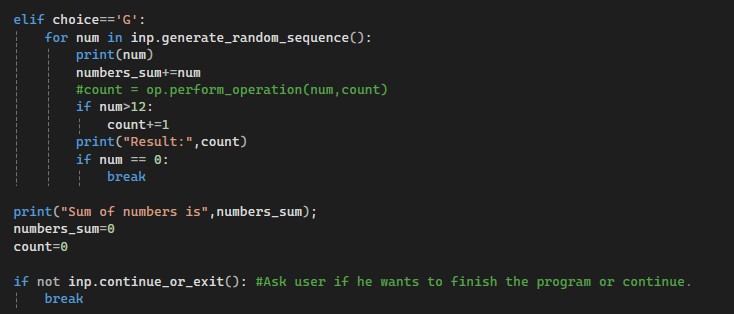 elif choice=='G':
for num in inp.generate_random_sequence():
print(num)
numbers_sum+=num
#count = op.perform_operation(num,count)
if num>12:
count+=1
print("Result:",count)
if num == 0:
break
print("Sum of numbers is",numbers_sum);
numbers_sum=0
count=0
if not inp.continue_or_exit(): #Ask user if he wants to finish the program or continue.
break